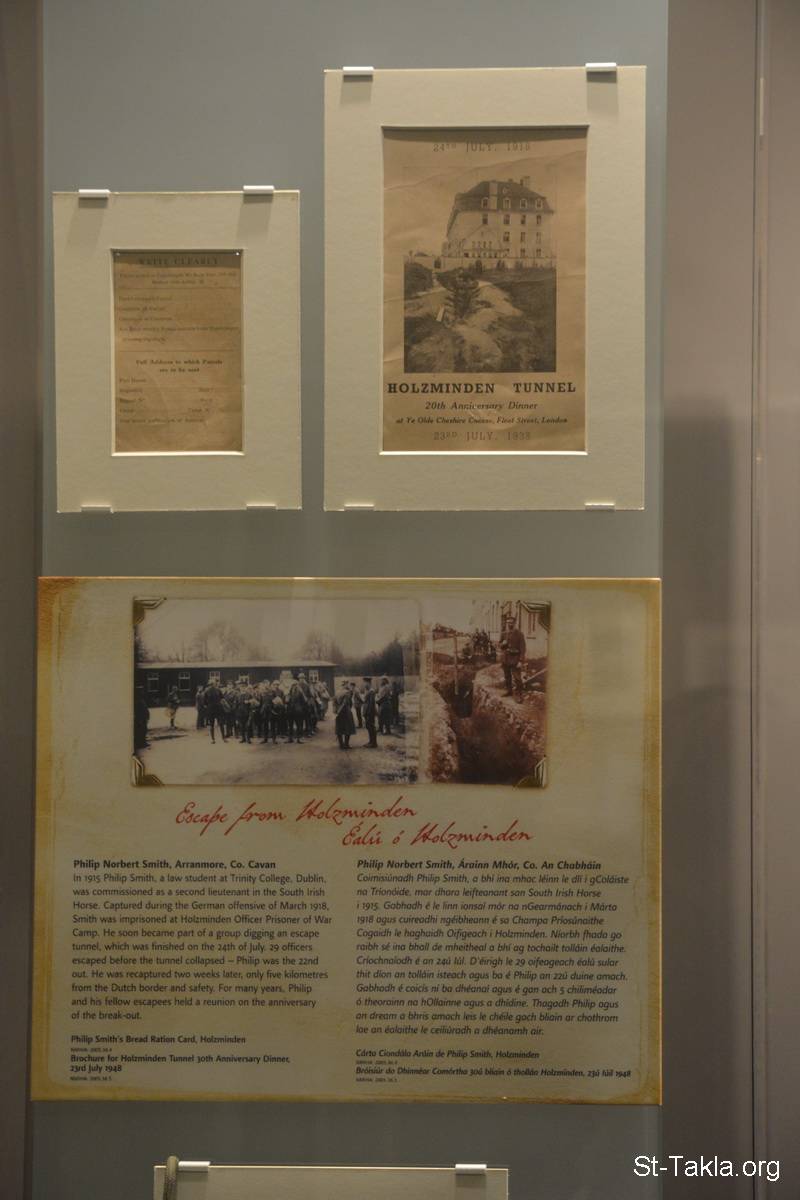 WRITE CLEARLY
Full Address to which Parcels
are to be sent
24TH JULY, 1918
HOLZMINDEN TUNNEL
20th Anniversary Dinner
at Ye Olde Cheshire Cheese, Fleet Street, London
23RD JULY, 1938
Escape from Holzminden
Éalú ó Holzminden
Philip Norbert Smith, Arranmore, Co. Cavan
In 1915 Philip Smith, a law student at Trinity College, Dublin,
was commissioned as a second lieutenant in the South Irish
Horse. Captured during the German offensive of March 1918,
Smith was imprisoned at Holzminden Officer Prisoner of War
Camp. He soon became part of a group digging an escape
tunnel, which was finished on the 24th of July. 29 officers
escaped before the tunnel collapsed – Philip was the 22nd
out. He was recaptured two weeks later, only five kilometres
from the Dutch border and safety. For many years, Philip
and his fellow escapees held a reunion on the anniversary
of the break-out.
Philip Smith's Bread Ration Card, Holzminden
Brochure for Holzminden Tunnel 30th Anniversary Dinner,
23rd July 1948
Philip Norbert Smith, Árainn Mhór, Co. An Chabháin
Coimisiúnadh Philip Smith, a bhí ina mhac léinn le dlí i gColáiste
na Tríonóide, mar dhara leifteanant san South Irish Horse
i 1915. Gabhadh é le linn ionsaí mór na nGearmánach i Márta
1918 agus cuireadh i ngéibheann é sa Champa Príosúnaithe
Cogaidh le haghaidh Oifigeach i Holzminden. Níorbh fhada go
raibh sé ina bhall de mheitheal a bhí ag tochailt tolláin éalaithe.
Críochnaíodh é an 24ú Iúl. D'éirigh le 29 oifigeach éalú sular
thit díon an tolláin isteach agus ba é Philip an 22ú duine amach.
Gabhadh é coicís ní ba dhéanaí agus é gan ach 5 chiliméadar
ó theorainn na hOllainne agus a dhídine. Thagadh Philip agus
an dream a bhris amach leis le chéile gach bliain ar chothrom
lae an éalaithe le ceiliúradh a dhéanamh air.
Cárta Ciondála Aráin de Philip Smith, Holzminden
Bróisiúr do Dhinnéar Comórtha 30ú bliain ó thollán Holzminden, 23ú Iúil 1948
St-Takla.org